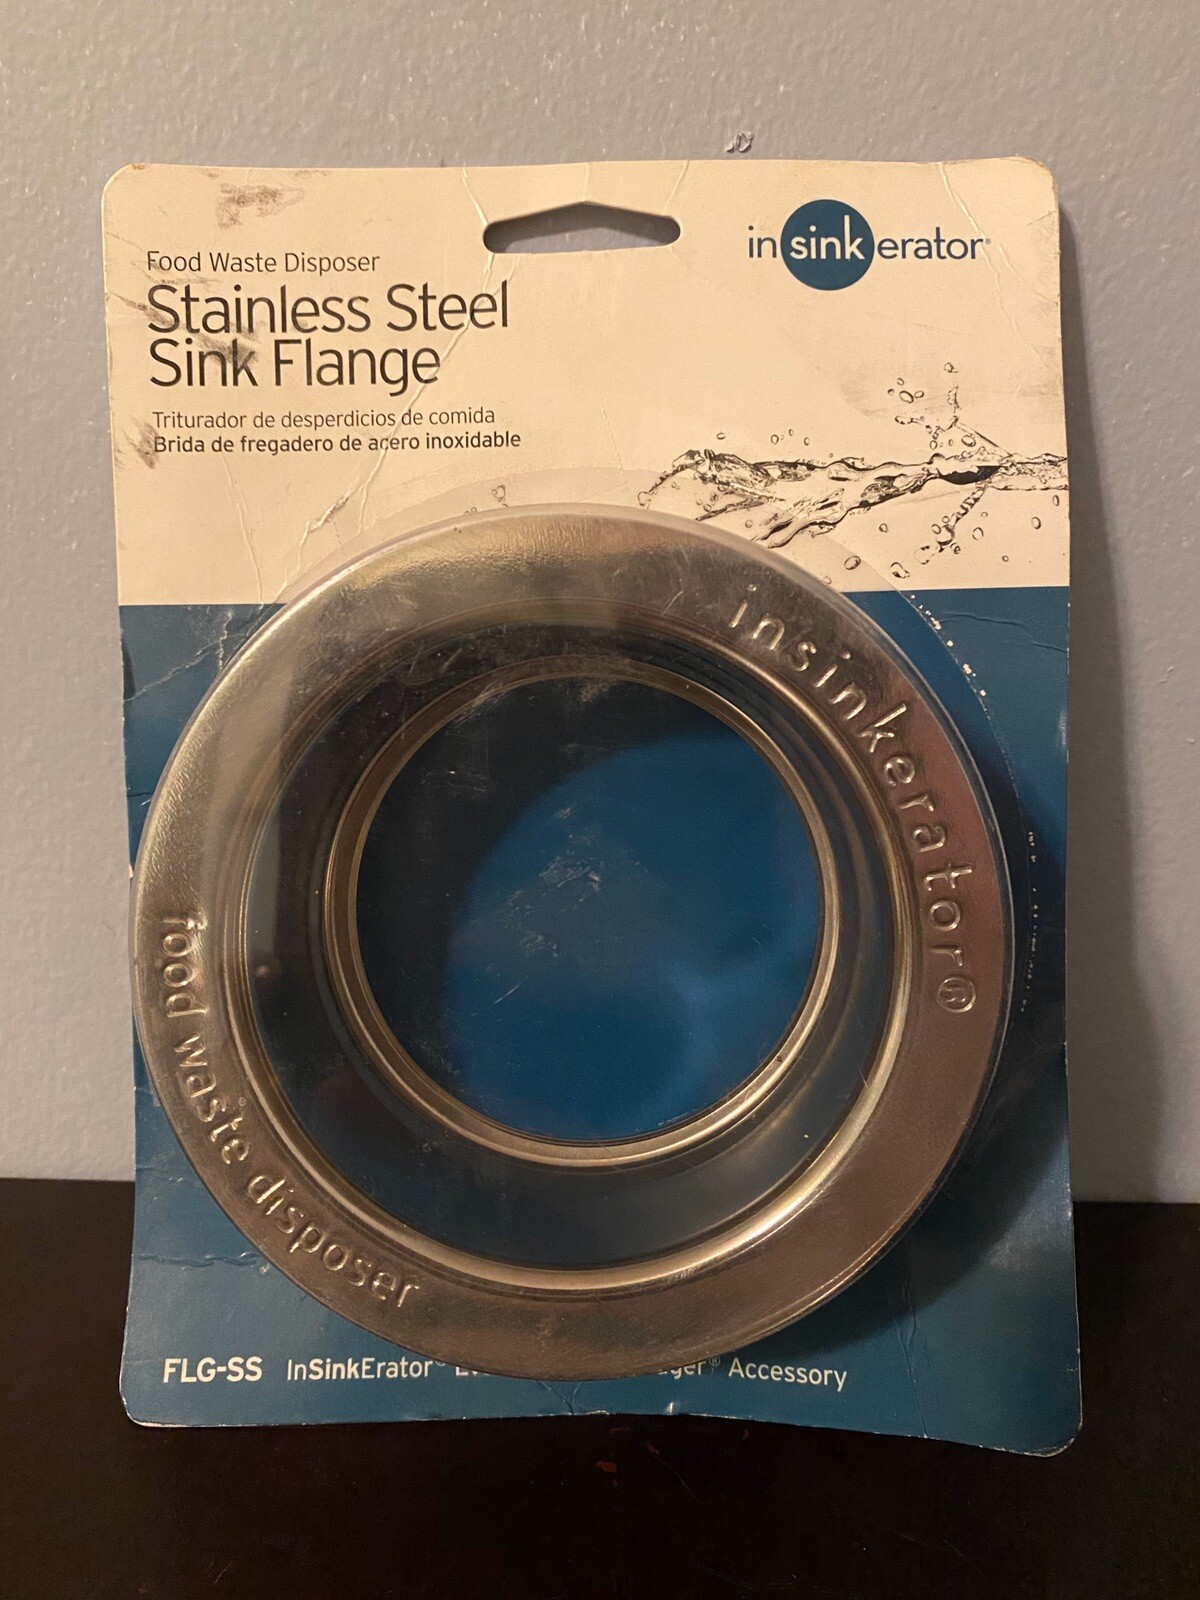 insinkerator®
Food Waste Disposer
Stainless Steel
Sink Flange
Triturador de desperdicios de comida
Brida de fregadero de acero inoxidable
insinkerator®
food waste disposer
FLG-SS InSinkErator® Accessory